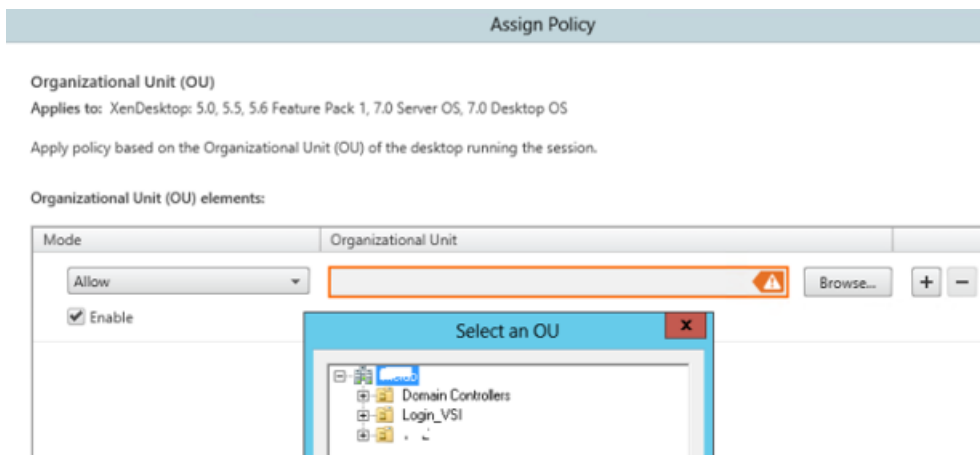 Assign Policy
Organizational Unit (OU)
Applies to: XenDesktop: 5.0, 5.5, 5.6 Feature Pack 1, 7.0 Server OS, 7.0 Desktop OS
Apply policy based on the Organizational Unit (OU) of the desktop running the session.
Organizational Unit (OU) elements:
Mode Organizational Unit
Allow Browse... + −
Enable
Select an OU x
Domain Controllers
Login_VSI